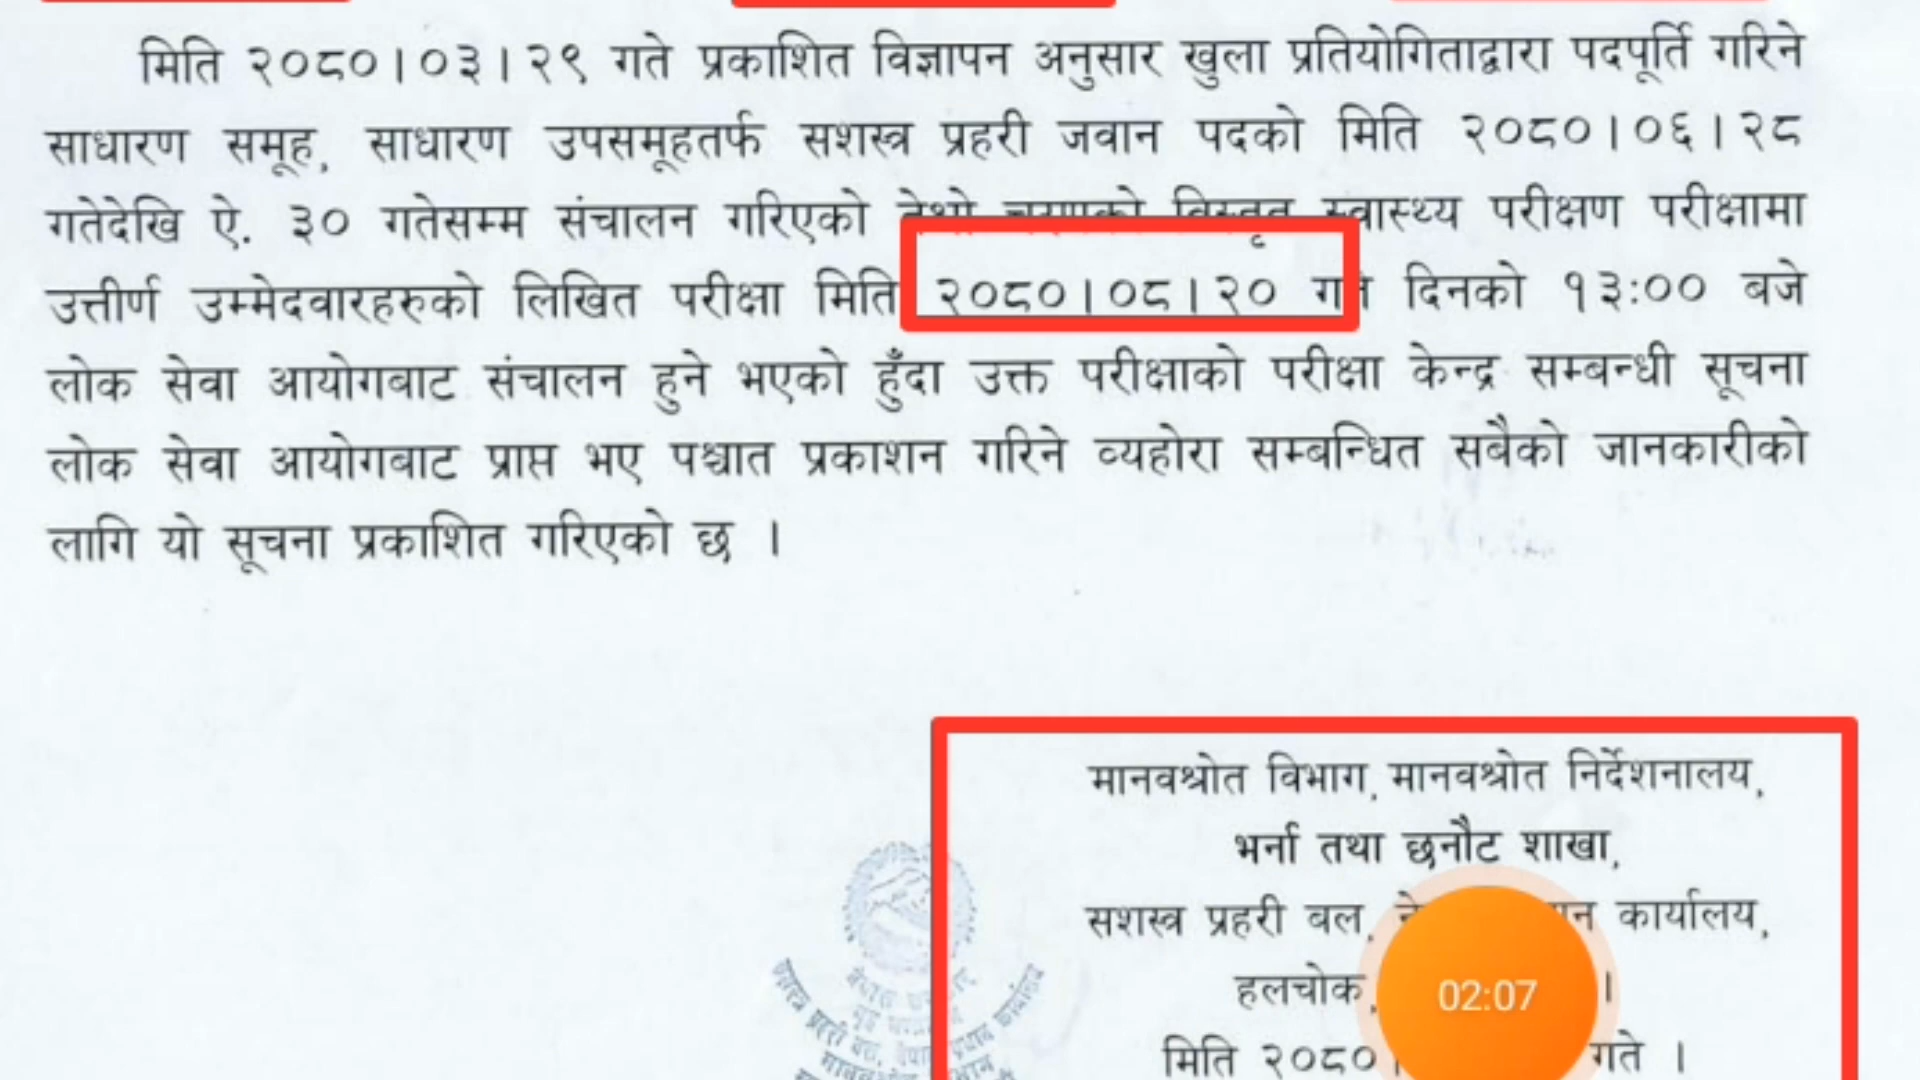 मिति २०८०।०३।२९ गते प्रकाशित विज्ञापन अनुसार खुला प्रतियोगिताद्वारा पदपूर्ति गरिने
साधारण समूह, साधारण उपसमूहतर्फ सशस्त्र प्रहरी जवान पदको मिति २०८०।०६।२८
गतेदेखि ऐ. ३० गतेसम्म संचालन गरिएको विस्तृत स्वास्थ्य परीक्षण परीक्षामा
उत्तीर्ण उम्मेदवारहरुको लिखित परीक्षा मिति २०८०।०८।२० गते दिनको १३:०० बजे
लोक सेवा आयोगबाट संचालन हुने भएको हुँदा उक्त परीक्षाको परीक्षा केन्द्र सम्बन्धी सूचना
लोक सेवा आयोगबाट प्राप्त भए पश्चात प्रकाशन गरिने व्यहोरा सम्बन्धित सबैको जानकारीको
लागि यो सूचना प्रकाशित गरिएको छ ।
मानवश्रोत विभाग, मानवश्रोत निर्देशनालय,
भर्ना तथा छनौट शाखा,
सशस्त्र प्रहरी बल, कार्यालय,
हलचोक, ।
मिति २०८०। गते ।
02:07